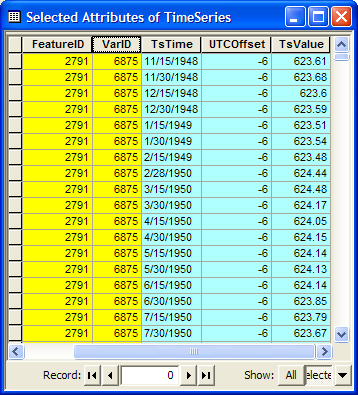 Selected Attributes of TimeSeries
FeatureID VarID TsTime UTCOffset TsValue
2791 6875 11/15/1948 -6 623.61
2791 6875 11/30/1948 -6 623.68
2791 6875 12/15/1948 -6 623.6
2791 6875 12/30/1948 -6 623.59
2791 6875 1/15/1949 -6 623.51
2791 6875 1/30/1949 -6 623.54
2791 6875 2/15/1949 -6 623.48
2791 6875 2/28/1950 -6 624.44
2791 6875 3/15/1950 -6 624.48
2791 6875 3/30/1950 -6 624.17
2791 6875 4/15/1950 -6 624.05
2791 6875 4/30/1950 -6 624.15
2791 6875 5/15/1950 -6 624.14
2791 6875 5/30/1950 -6 624.13
2791 6875 6/15/1950 -6 624.14
2791 6875 6/30/1950 -6 623.85
2791 6875 7/15/1950 -6 623.79
2791 6875 7/30/1950 -6 623.67
Record: 0 Show: All electe